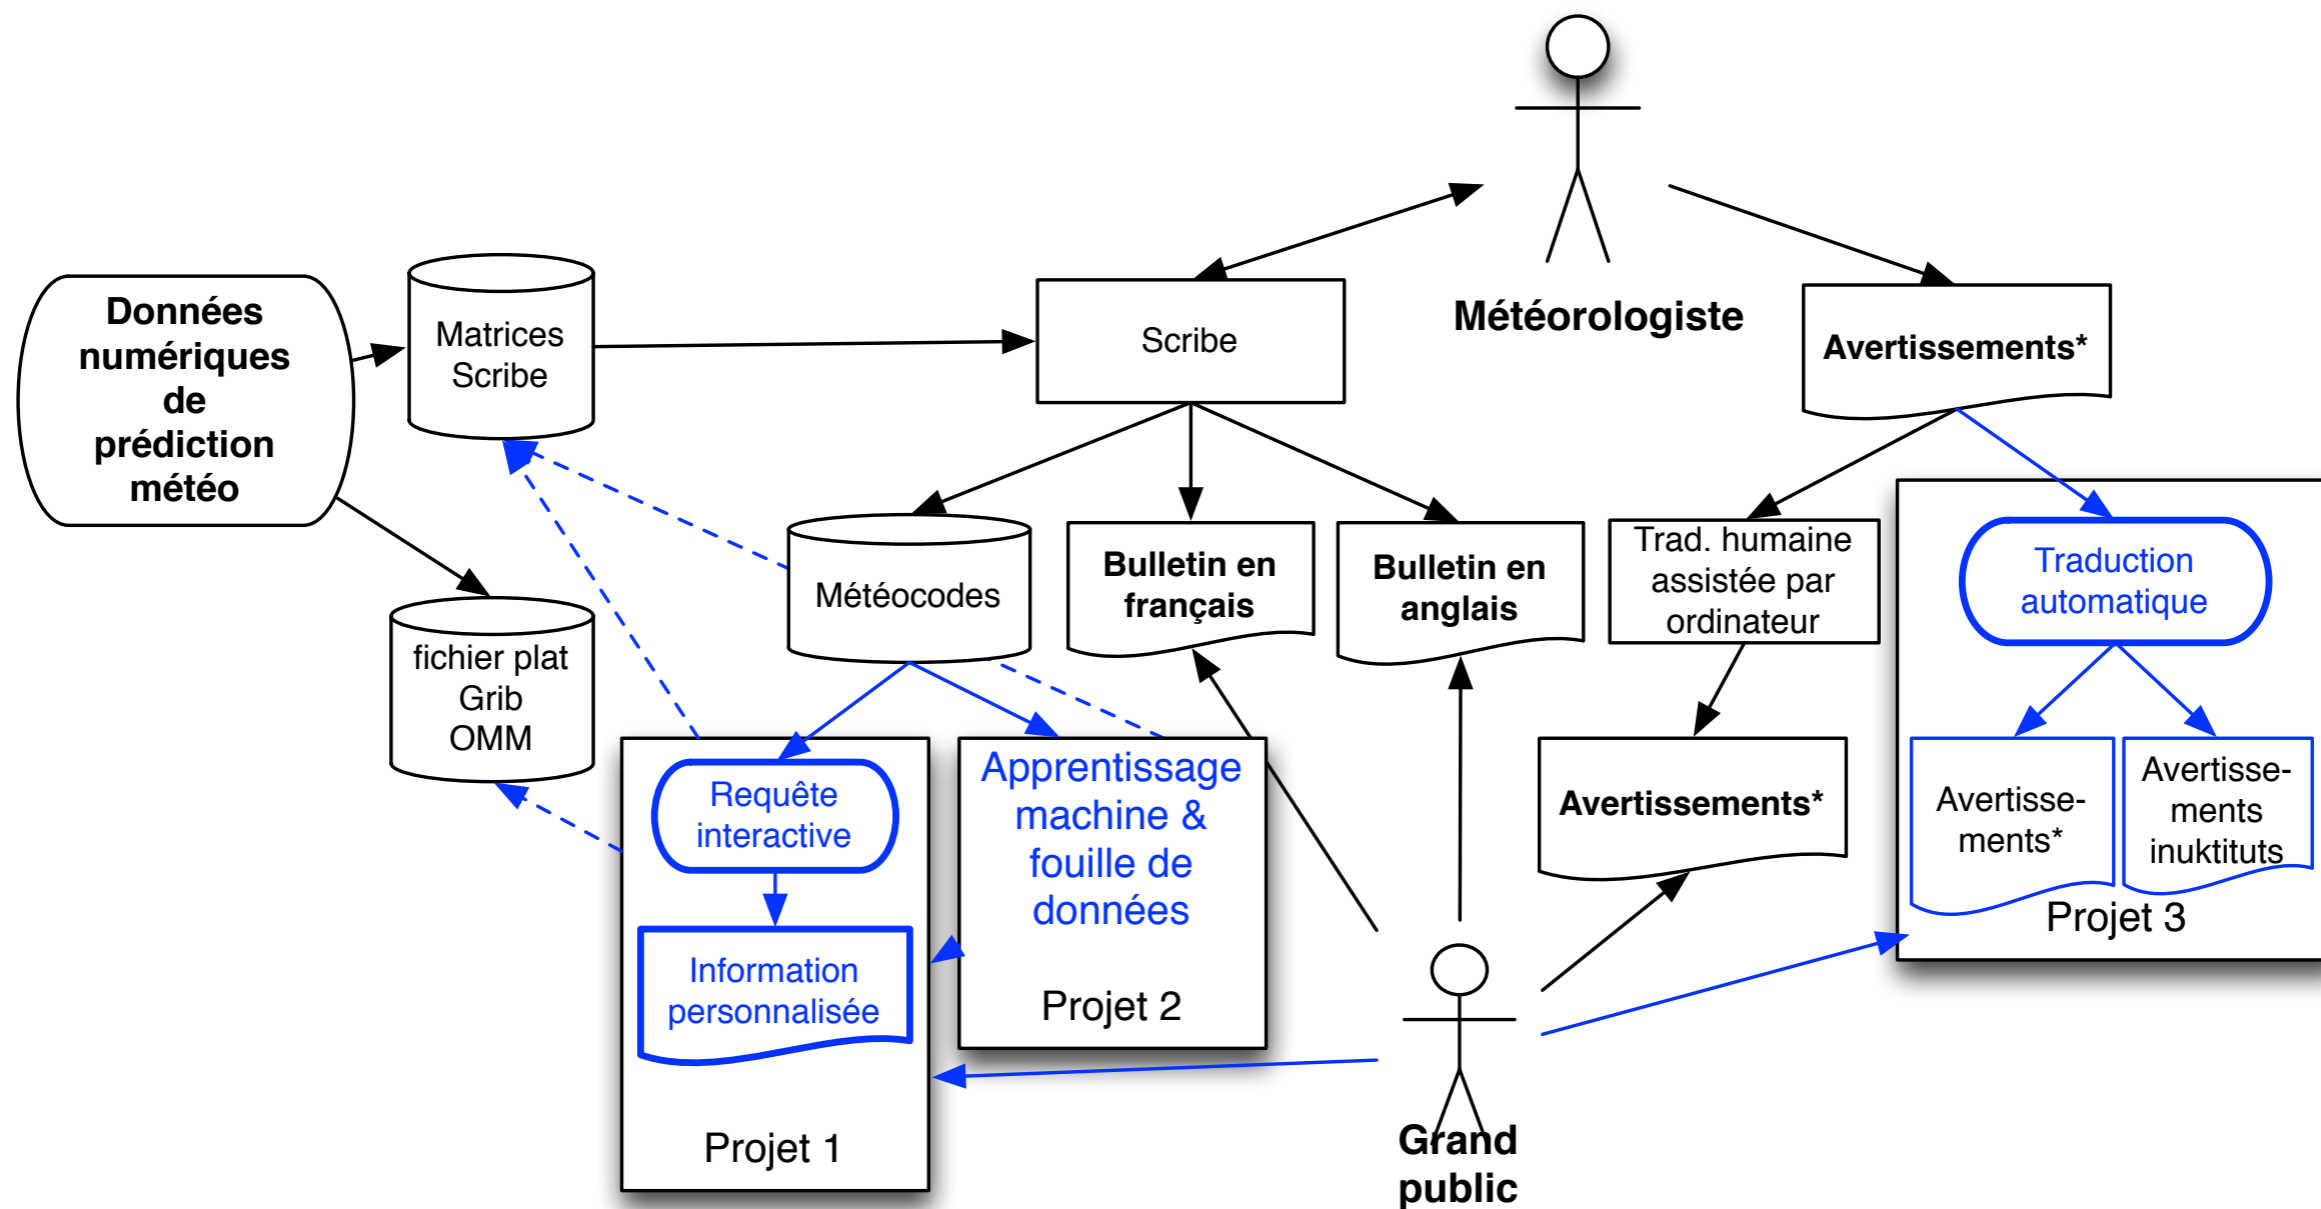 Données
numériques
de
prédiction
météo
Matrices
Scribe
Scribe
Météorologiste
Avertissements*
fichier plat
Grib
OMM
Météocodes
Bulletin en
français
Bulletin en
anglais
Trad. humaine
assistée par
ordinateur
Traduction
automatique
Requête
interactive
Information
personnalisée
Projet 1
Apprentissage
machine &
fouille de
données
Projet 2
Avertissements*
Avertisse-
ments*
Avertisse-
ments
inuktituts
Projet 3
Grand
public